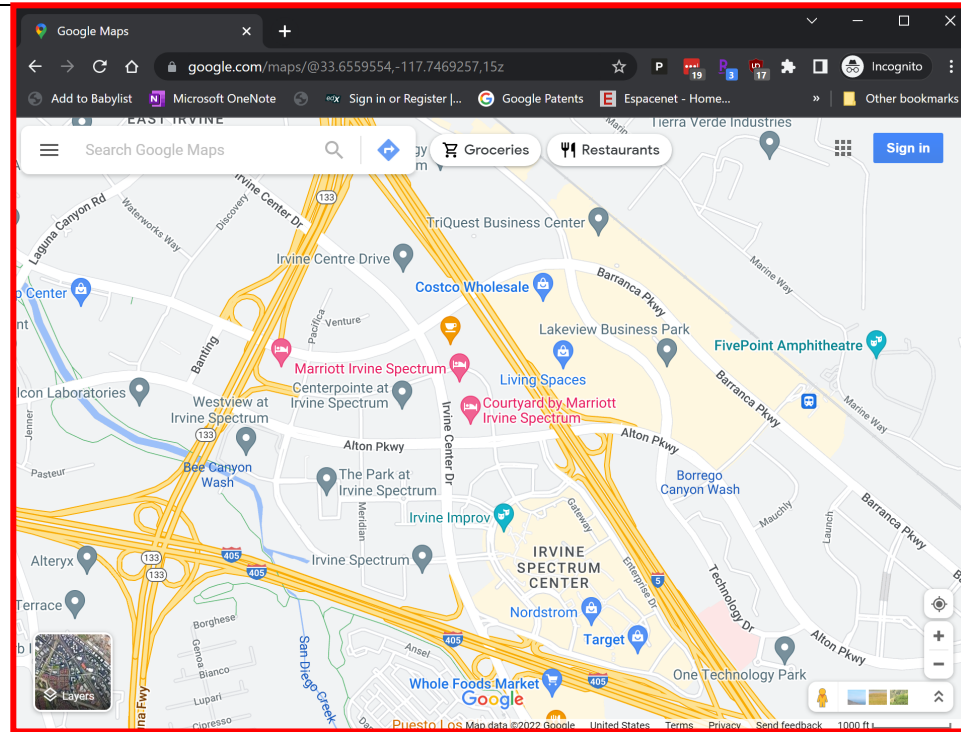 Google Maps
google.com/maps/@33.6559554,-117.7469257,15z
19
3
17
Incognito
Add to Babylist
Microsoft OneNote
Sign in or Register |...
Google Patents
Espacenet - Home...
»
Other bookmarks
EAST IRVINE
Tierra Verde Industries
Search Google Maps
Groceries
Restaurants
Sign in
133
Irvine Center Dr
Laguna Canyon Rd
Waterworks Way
Discovery
TriQuest Business Center
Irvine Centre Drive
Marine Way
Barranca Pkwy
Costco Wholesale
p Center
Pacifica
Venture
Lakeview Business Park
FivePoint Amphitheatre
Banting
Marriott Irvine Spectrum
Living Spaces
Barranca Pkwy
Centerpointe at
Irvine Spectrum
lcon Laboratories
Westview at
Irvine Spectrum
Courtyard by Marriott
Irvine Spectrum
Marine Way
Jenner
133
Irvine Center Dr
Alton Pkwy
Alton Pkwy
Pasteur
Bee Canyon
Wash
The Park at
Irvine Spectrum
Borrego
Canyon Wash
Barranca Pkwy
Meridian
Irvine Improv
Gateway
Mauchly
Launch
Alteryx
133
405
Irvine Spectrum
IRVINE
SPECTRUM
CENTER
133
405
Enterprise Dr
5
Technology Dr
Terrace
Borghese
Nordstrom
Genoa
San Diego Creek
405
Target
Alton Pkwy
Ansel
Bianco
One Technology Park
Layers
Lupari
Whole Foods Market
405
Google
Cipresso
Puesto Los
Map data ©2022 Google
United States
Terms
Privacy
Send feedback
1000 ft